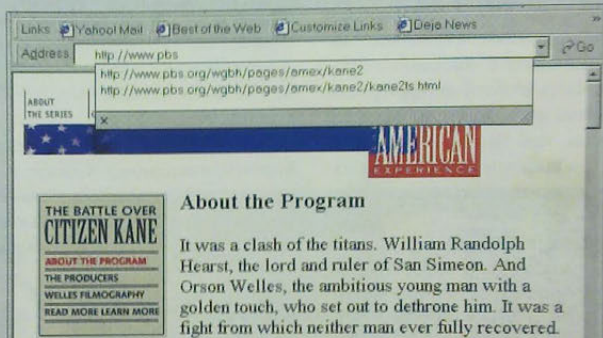 Links Yahoo! Mail Best of the Web Customize Links Deja News »
Address http //www pbs Go
http //www pbs org/wgbh/pages/amex/kane2
http //www pbs org/wgbh/pages/amex/kane2/kane2ts html
ABOUT
THE SERIES
×
AMERICAN
EXPERIENCE
THE BATTLE OVER
CITIZEN KANE
ABOUT THE PROGRAM
THE PRODUCERS
WELLES FILMOGRAPHY
READ MORE LEARN MORE
About the Program
It was a clash of the titans. William Randolph
Hearst, the lord and ruler of San Simeon. And
Orson Welles, the ambitious young man with a
golden touch, who set out to dethrone him. It was a
fight from which neither man ever fully recovered.